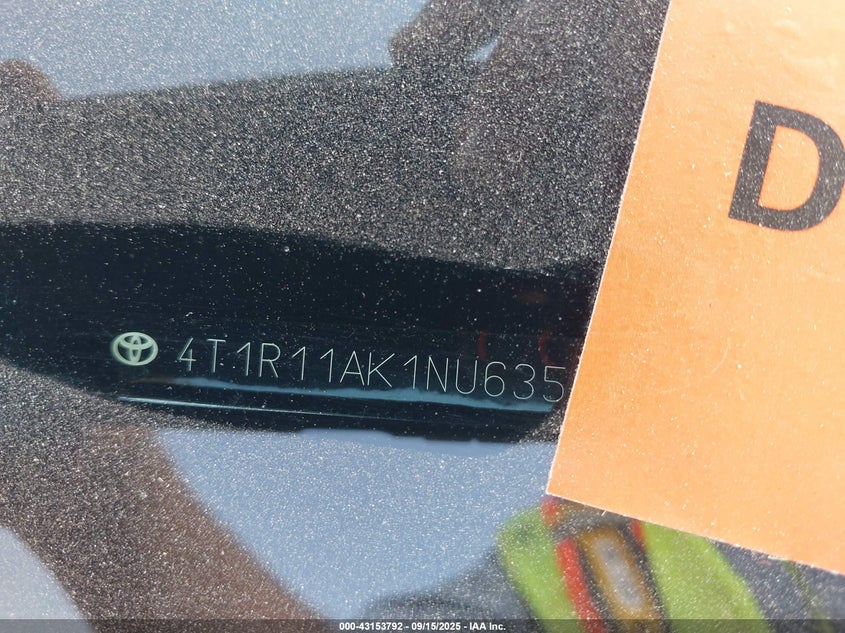 D
4T1R11AK1NU635
000-43153792 - 09/15/2025 - IAA Inc.